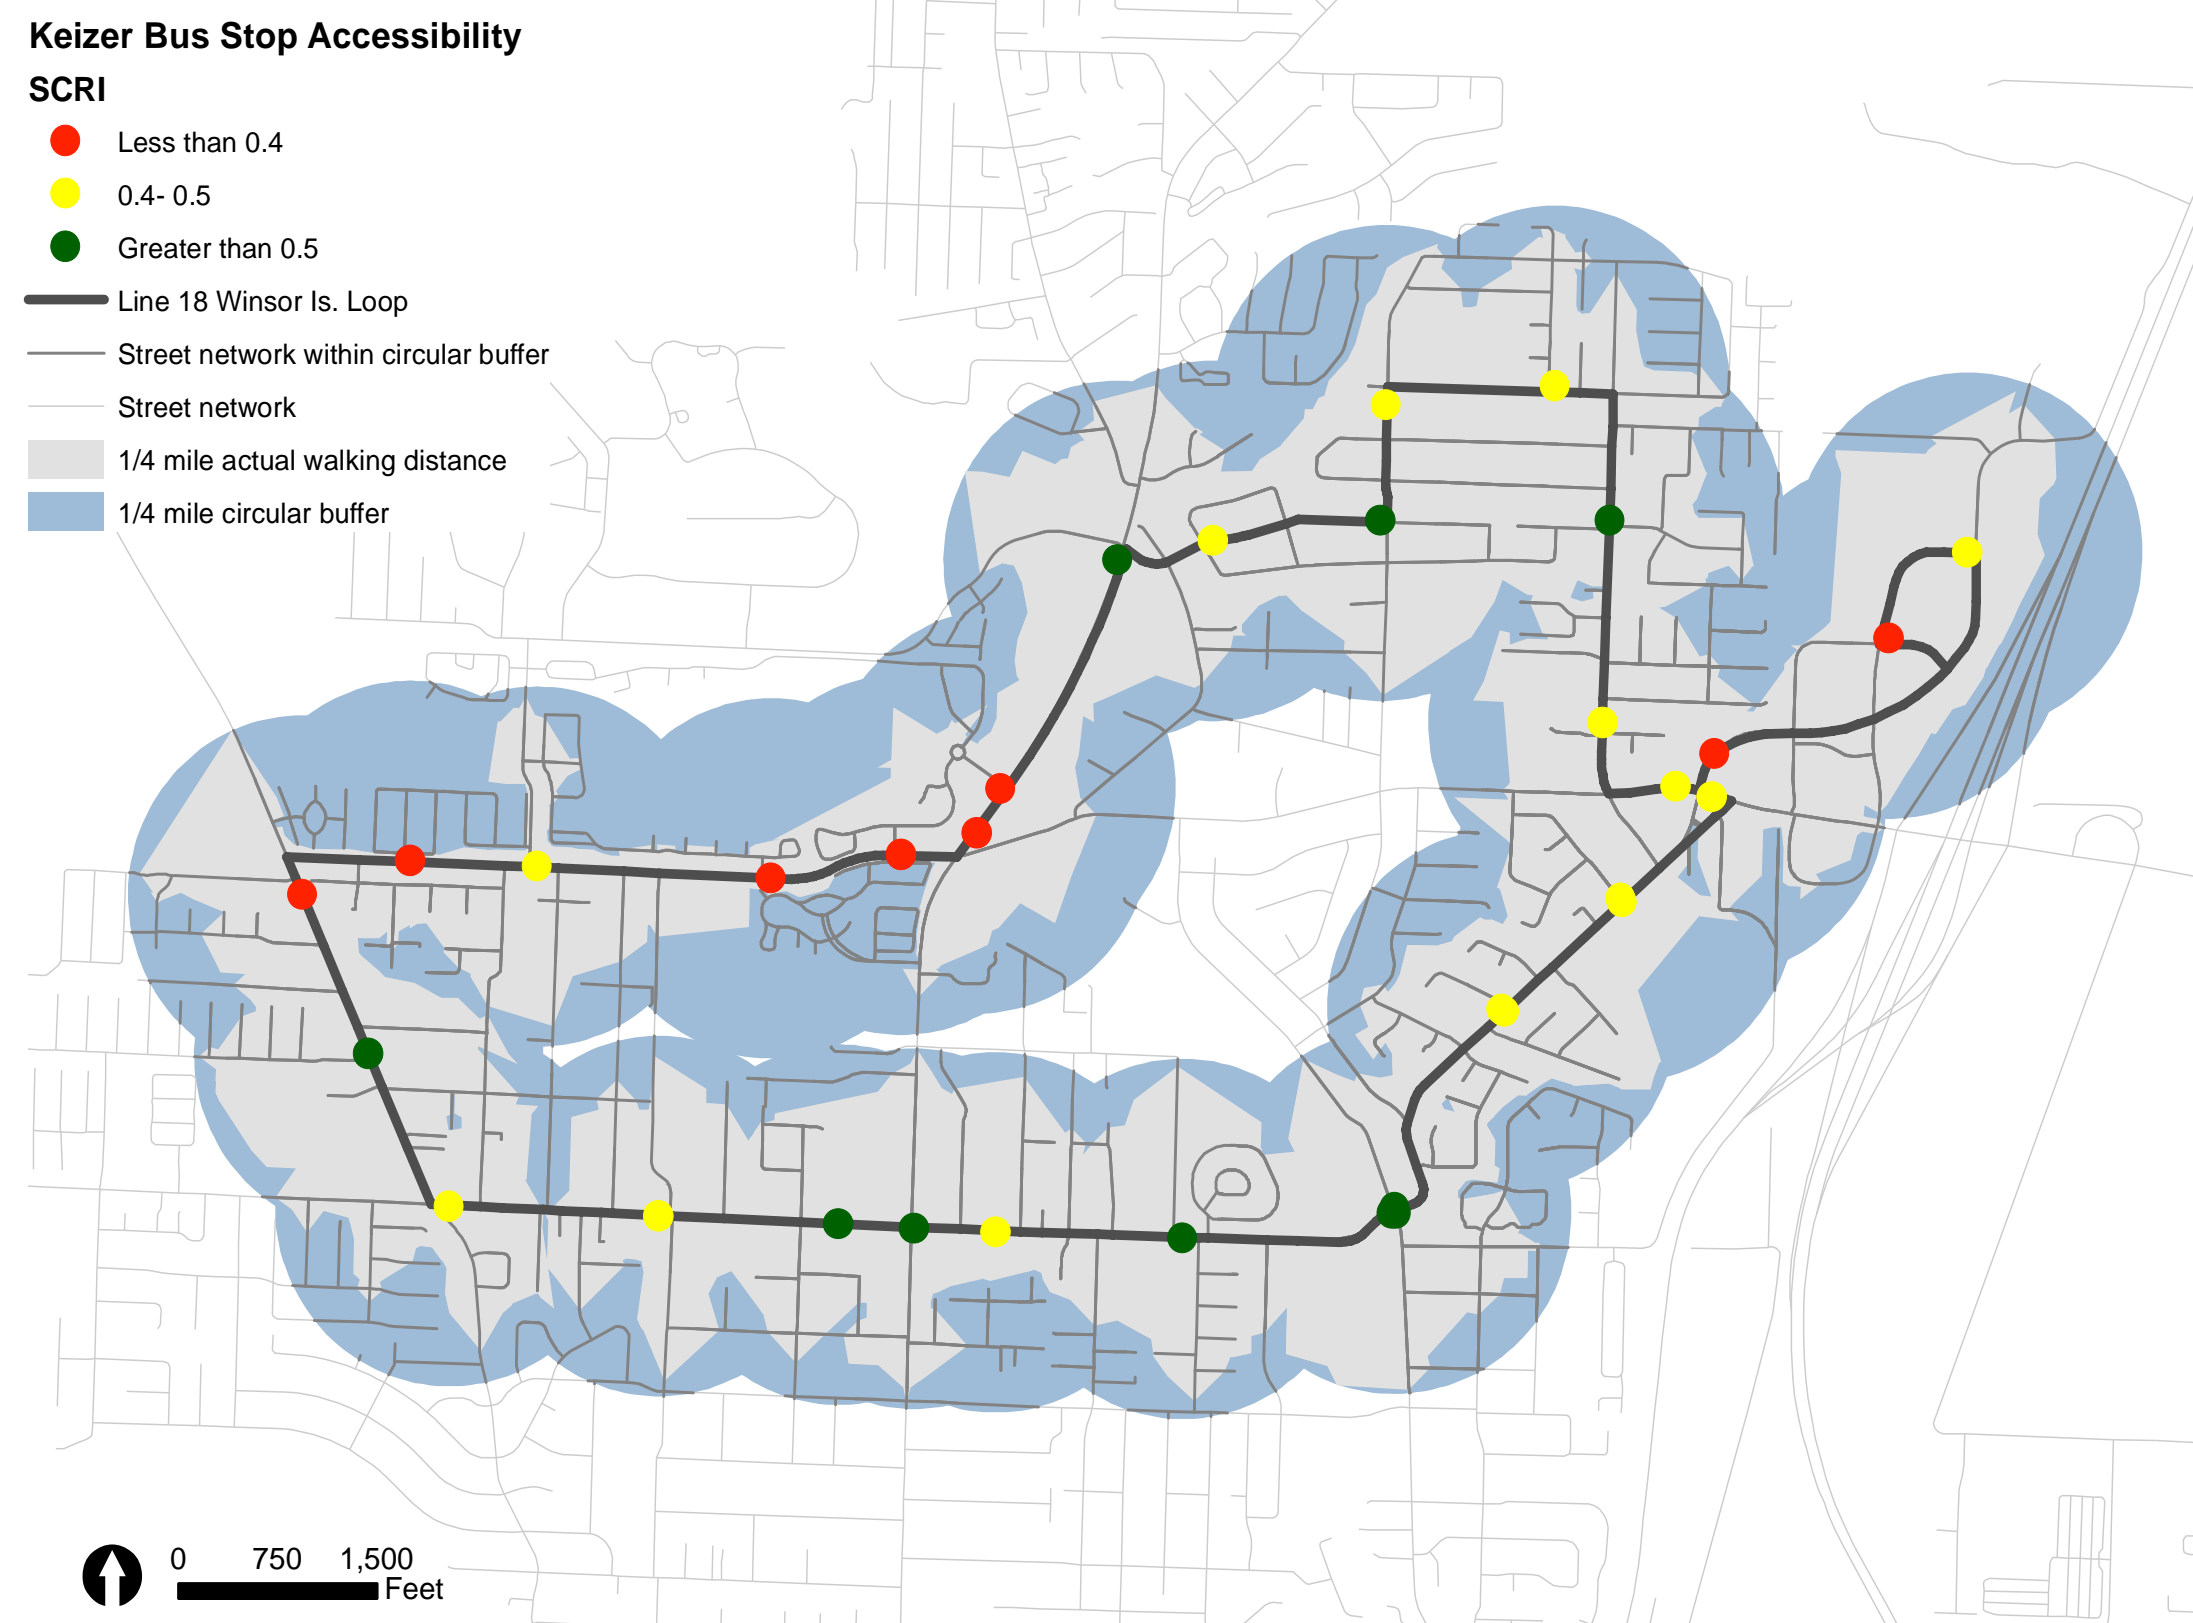 Keizer Bus Stop Accessibility
SCRI
Less than 0.4
0.4- 0.5
Greater than 0.5
Line 18 Winsor Is. Loop
Street network within circular buffer
Street network
1/4 mile actual walking distance
1/4 mile circular buffer
0 750 1,500
Feet